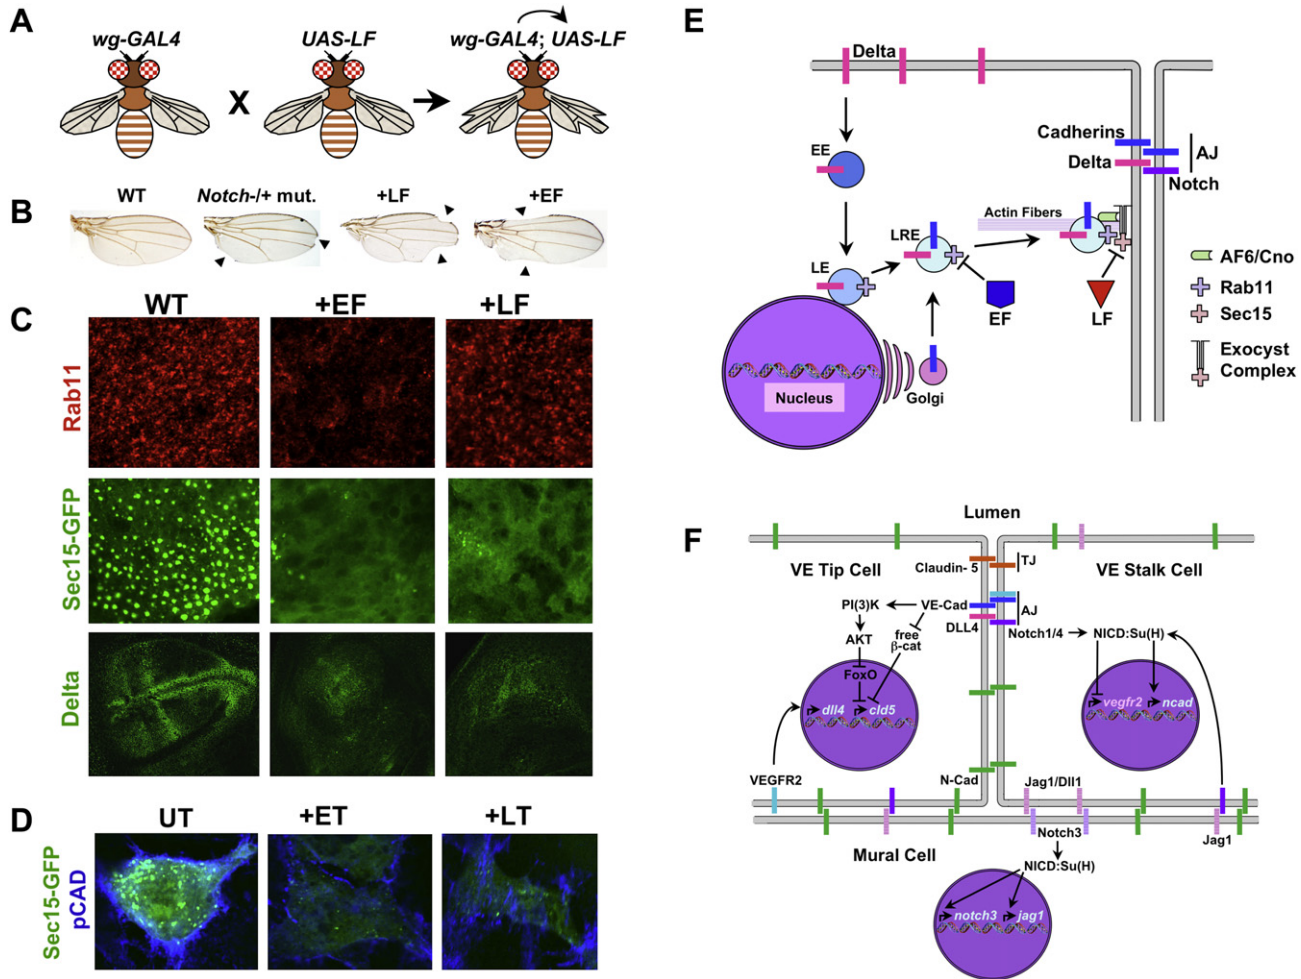 A
wg-GAL4
UAS-LF
wg-GAL4; UAS-LF
X
B
WT
Notch-/+ mut.
+LF
+EF
C
WT
+EF
+LF
Rab11
Sec15-GFP
Delta
D
UT
+ET
+LT
Sec15-GFP
pCAD
E
Delta
EE
Cadherins
Delta
AJ
Notch
Actin Fibers
LRE
LE
EF
LF
AF6/Cno
Rab11
Sec15
Exocyst
Complex
Nucleus
Golgi
F
Lumen
VE Tip Cell
Claudin- 5
TJ
VE Stalk Cell
PI(3)K
VE-Cad
AJ
DLL4
Notch1/4
NICD:Su(H)
AKT
free
β-cat
FoxO
dll4
cld5
vegfr2
ncad
VEGFR2
N-Cad
Jag1/Dll1
Mural Cell
Notch3
Jag1
NICD:Su(H)
notch3
jag1